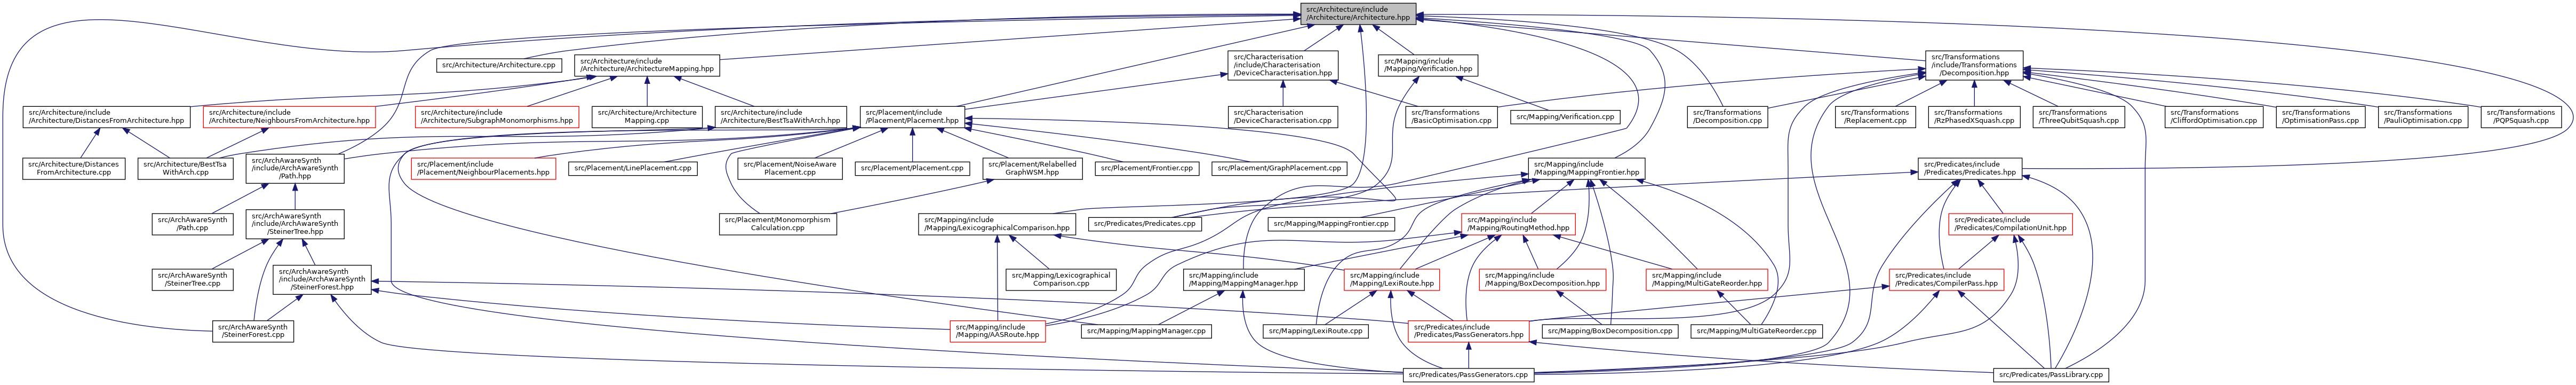 src/Architecture/include
/Architecture/Architecture.hpp
src/Architecture/Architecture.cpp
src/Architecture/include
/Architecture/ArchitectureMapping.hpp
src/Characterisation
/include/Characterisation
/DeviceCharacterisation.hpp
src/Mapping/include
/Mapping/Verification.hpp
src/Transformations
/include/Transformations
/Decomposition.hpp
src/Architecture/include
/Architecture/DistancesFromArchitecture.hpp
src/Architecture/include
/Architecture/NeighboursFromArchitecture.hpp
src/Architecture/include
/Architecture/SubgraphMonomorphisms.hpp
src/Architecture/Architecture
Mapping.cpp
src/Architecture/include
/Architecture/BestTsaWithArch.hpp
src/Placement/include
/Placement/Placement.hpp
src/Characterisation
/DeviceCharacterisation.cpp
src/Transformations
/BasicOptimisation.cpp
src/Mapping/Verification.cpp
src/Transformations
/Decomposition.cpp
src/Transformations
/Replacement.cpp
src/Transformations
/RzPhasedXSquash.cpp
src/Transformations
/ThreeQubitSquash.cpp
src/Transformations
/CliffordOptimisation.cpp
src/Transformations
/OptimisationPass.cpp
src/Transformations
/PauliOptimisation.cpp
src/Transformations
/PQPSquash.cpp
src/Architecture/Distances
FromArchitecture.cpp
src/Architecture/BestTsa
WithArch.cpp
src/ArchAwareSynth
/include/ArchAwareSynth
/Path.hpp
src/Placement/include
/Placement/NeighbourPlacements.hpp
src/Placement/LinePlacement.cpp
src/Placement/NoiseAware
Placement.cpp
src/Placement/Placement.cpp
src/Placement/Relabelled
GraphWSM.hpp
src/Placement/Frontier.cpp
src/Placement/GraphPlacement.cpp
src/Mapping/include
/Mapping/MappingFrontier.hpp
src/Predicates/include
/Predicates/Predicates.hpp
src/ArchAwareSynth
/Path.cpp
src/ArchAwareSynth
/include/ArchAwareSynth
/SteinerTree.hpp
src/Placement/Monomorphism
Calculation.cpp
src/Mapping/include
/Mapping/LexicographicalComparison.hpp
src/Predicates/Predicates.cpp
src/Mapping/MappingFrontier.cpp
src/Mapping/include
/Mapping/RoutingMethod.hpp
src/Predicates/include
/Predicates/CompilationUnit.hpp
src/ArchAwareSynth
/SteinerTree.cpp
src/ArchAwareSynth
/include/ArchAwareSynth
/SteinerForest.hpp
src/Mapping/Lexicographical
Comparison.cpp
src/Mapping/include
/Mapping/MappingManager.hpp
src/Mapping/include
/Mapping/LexiRoute.hpp
src/Mapping/include
/Mapping/BoxDecomposition.hpp
src/Mapping/include
/Mapping/MultiGateReorder.hpp
src/Predicates/include
/Predicates/CompilerPass.hpp
src/ArchAwareSynth
/SteinerForest.cpp
src/Mapping/include
/Mapping/AASRoute.hpp
src/Mapping/MappingManager.cpp
src/Mapping/LexiRoute.cpp
src/Predicates/include
/Predicates/PassGenerators.hpp
src/Mapping/BoxDecomposition.cpp
src/Mapping/MultiGateReorder.cpp
src/Predicates/PassGenerators.cpp
src/Predicates/PassLibrary.cpp